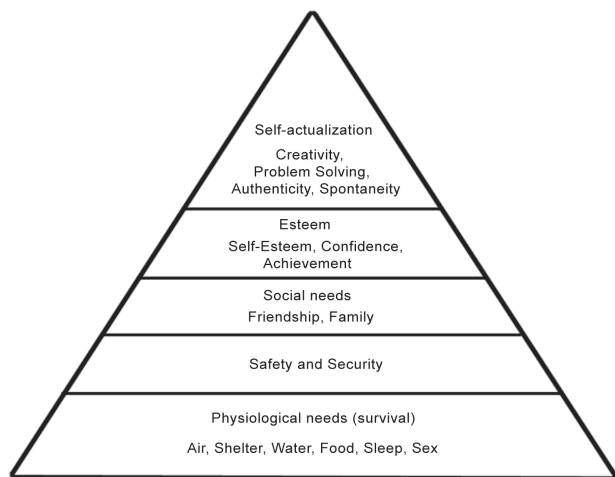 Self-actualization
Creativity,
Problem Solving,
Authenticity, Spontaneity
Esteem
Self-Esteem, Confidence,
Achievement
Social needs
Friendship, Family
Safety and Security
Physiological needs (survival)
Air, Shelter, Water, Food, Sleep, Sex